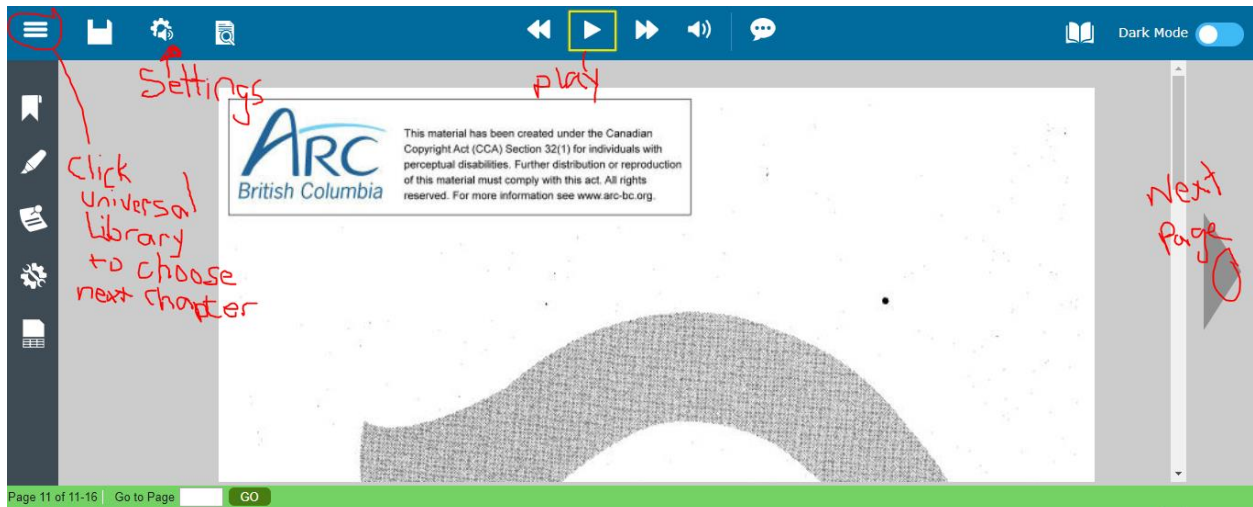 Dark Mode
Settings
play
ARC
British Columbia
This material has been created under the Canadian
Copyright Act (CCA) Section 32(1) for individuals with
perceptual disabilities. Further distribution or reproduction
of this material must comply with this act. All rights
reserved. For more information see www.arc-bc.org.
Click
universal
library
to choose
next chapter
Next
Page
Page 11 of 11-16 Go to Page GO